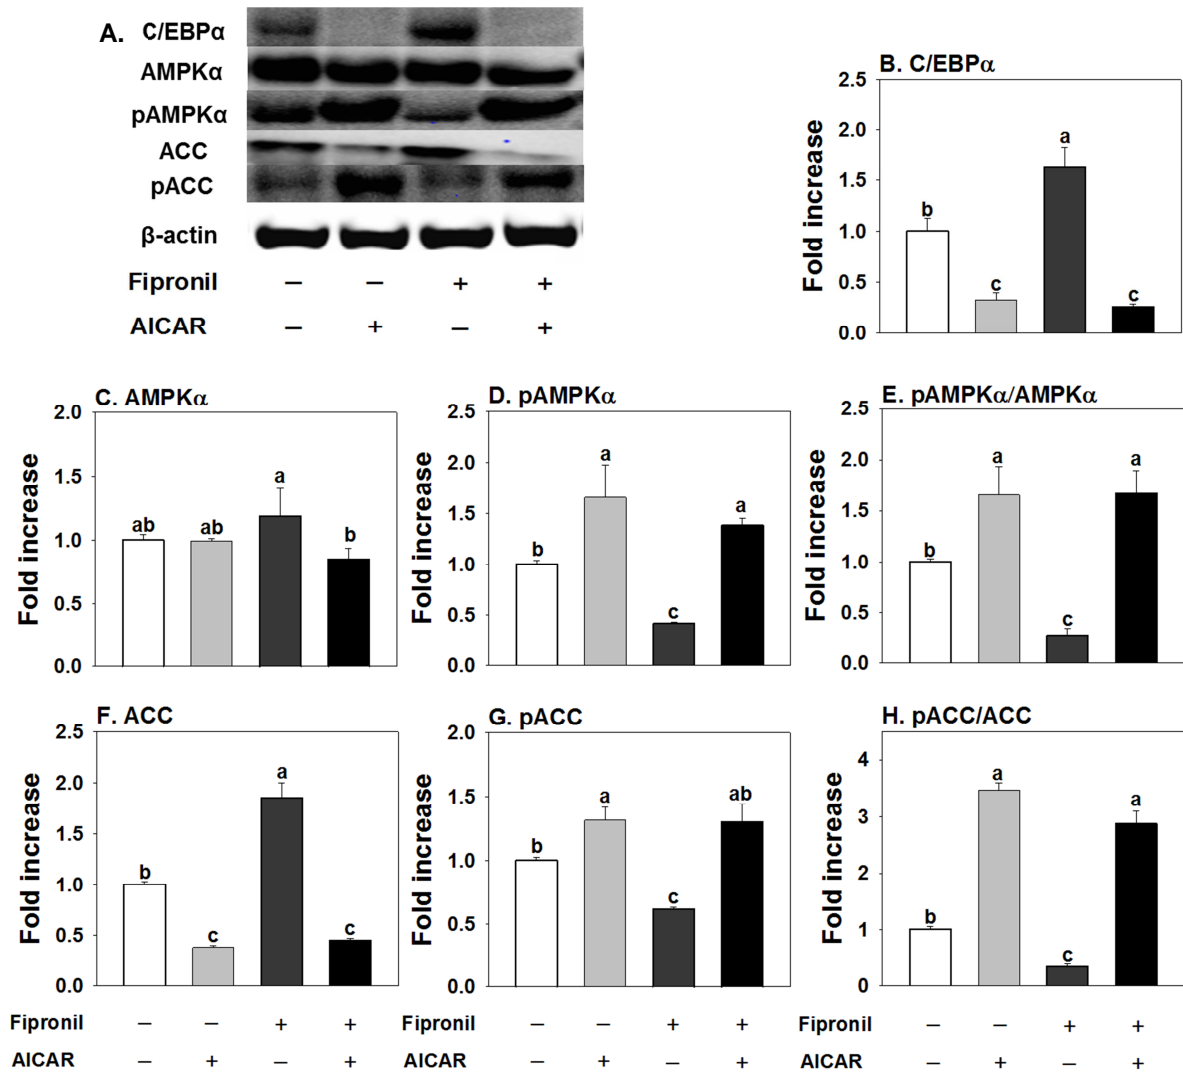 A.
C/EBPα
AMPKα
pAMPKα
ACC
pACC
β-actin
Fipronil – – + +
AICAR – + – +
B. C/EBPα
Fold increase
2.5
2.0
1.5
1.0
0.5
0.0
b c a c
C. AMPKα
Fold increase
2.0
1.5
1.0
0.5
0.0
ab ab a b
D. pAMPKα
Fold increase
2.5
2.0
1.5
1.0
0.5
0.0
b a c a
E. pAMPKα/AMPKα
Fold increase
2.5
2.0
1.5
1.0
0.5
0.0
b a c a
F. ACC
Fold increase
2.5
2.0
1.5
1.0
0.5
0.0
b c a c
G. pACC
Fold increase
2.0
1.5
1.0
0.5
0.0
b a c ab
H. pACC/ACC
Fold increase
4
3
2
1
0
b a c a
Fipronil – – + +
AICAR – + – +
Fipronil – – + +
AICAR – + – +
Fipronil – – + +
AICAR – + – +